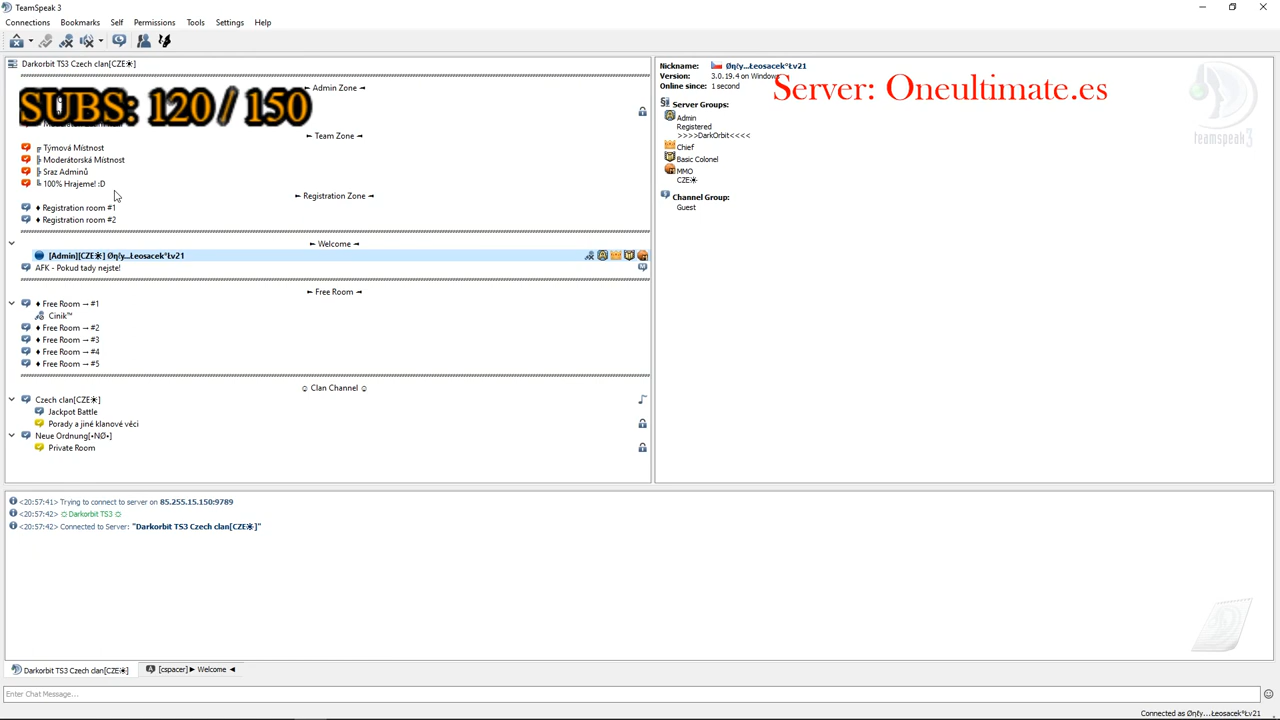 TeamSpeak 3
Connections Bookmarks Self Permissions Tools Settings Help
Darkorbit TS3 Czech clan[CZE☀]
Admin Zone
SUBS: 120 / 150
╾ Team Zone ╼
╔ Týmová Místnost
╠ Moderátorská Místnost
╠ Sraz Adminů
╚ 100% Hrajeme! :D
╾ Registration Zone ╼
♦ Registration room #1
♦ Registration room #2
╾ Welcome ╼
[Admin][CZE☀] Øηłγ...Łeosacek°Łv21
AFK - Pokud tady nejste!
╾ Free Room ╼
♦ Free Room → #1
Cinik™
♦ Free Room → #2
♦ Free Room → #3
♦ Free Room → #4
♦ Free Room → #5
☺ Clan Channel ☺
Czech clan[CZE☀]
Jackpot Battle
Porady a jiné klanové věci
Neue Ordnung[•NØ•]
Private Room
Nickname: Øηłγ...Łeosacek°Łv21
Version: 3.0.19.4 on Windows
Online since: 1 second
Server: Oneultimate.es
Server Groups:
Admin
Registered
>>>>DarkOrbit<<<<
Chief
Basic Colonel
MMO
CZE☀
Channel Group:
Guest
teamspeak3
<20:57:41> Trying to connect to server on 85.255.15.150:9789
<20:57:42> ☼ Darkorbit TS3 ☼
<20:57:42> Connected to Server: "Darkorbit TS3 Czech clan[CZE☀]"
Darkorbit TS3 Czech clan[CZE☀] [cspacer]► Welcome ◄
Enter Chat Message...
Connected as Øηłγ...Łeosacek°Łv21